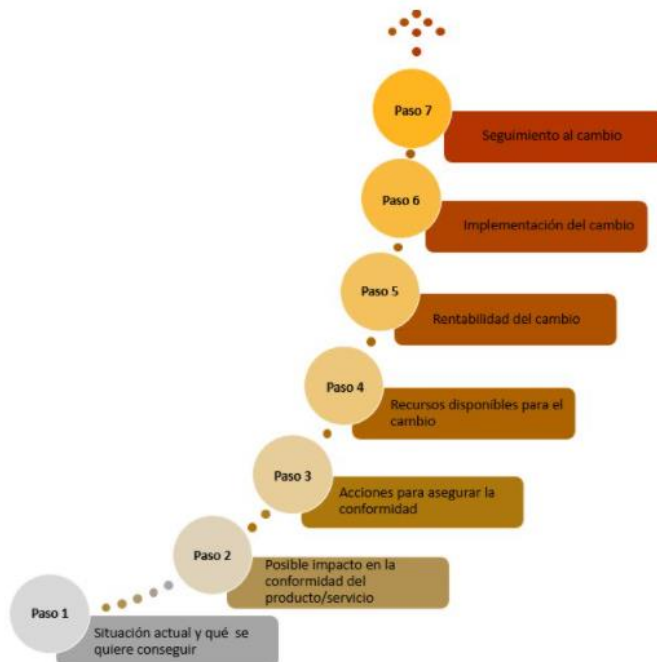 Paso 7
Seguimiento al cambio
Paso 6
Implementación del cambio
Paso 5
Rentabilidad del cambio
Paso 4
Recursos disponibles para el
cambio
Paso 3
Acciones para asegurar la
conformidad
Paso 2
Posible impacto en la
conformidad del
producto/servicio
Paso 1
Situación actual y qué se
quiere conseguir